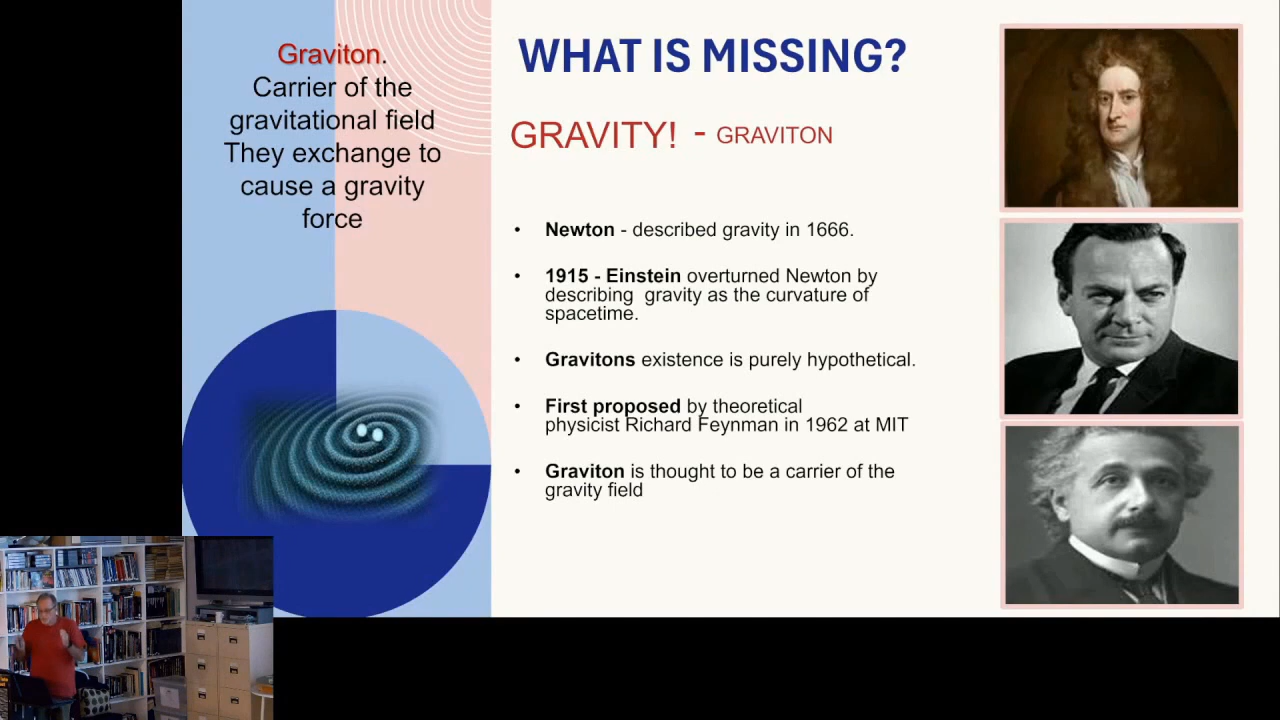 Graviton.
Carrier of the
gravitational field
They exchange to
cause a gravity
force
WHAT IS MISSING?
GRAVITY! - GRAVITON
• Newton - described gravity in 1666.
• 1915 - Einstein overturned Newton by
describing gravity as the curvature of
spacetime.
• Gravitons existence is purely hypothetical.
• First proposed by theoretical
physicist Richard Feynman in 1962 at MIT
• Graviton is thought to be a carrier of the
gravity field